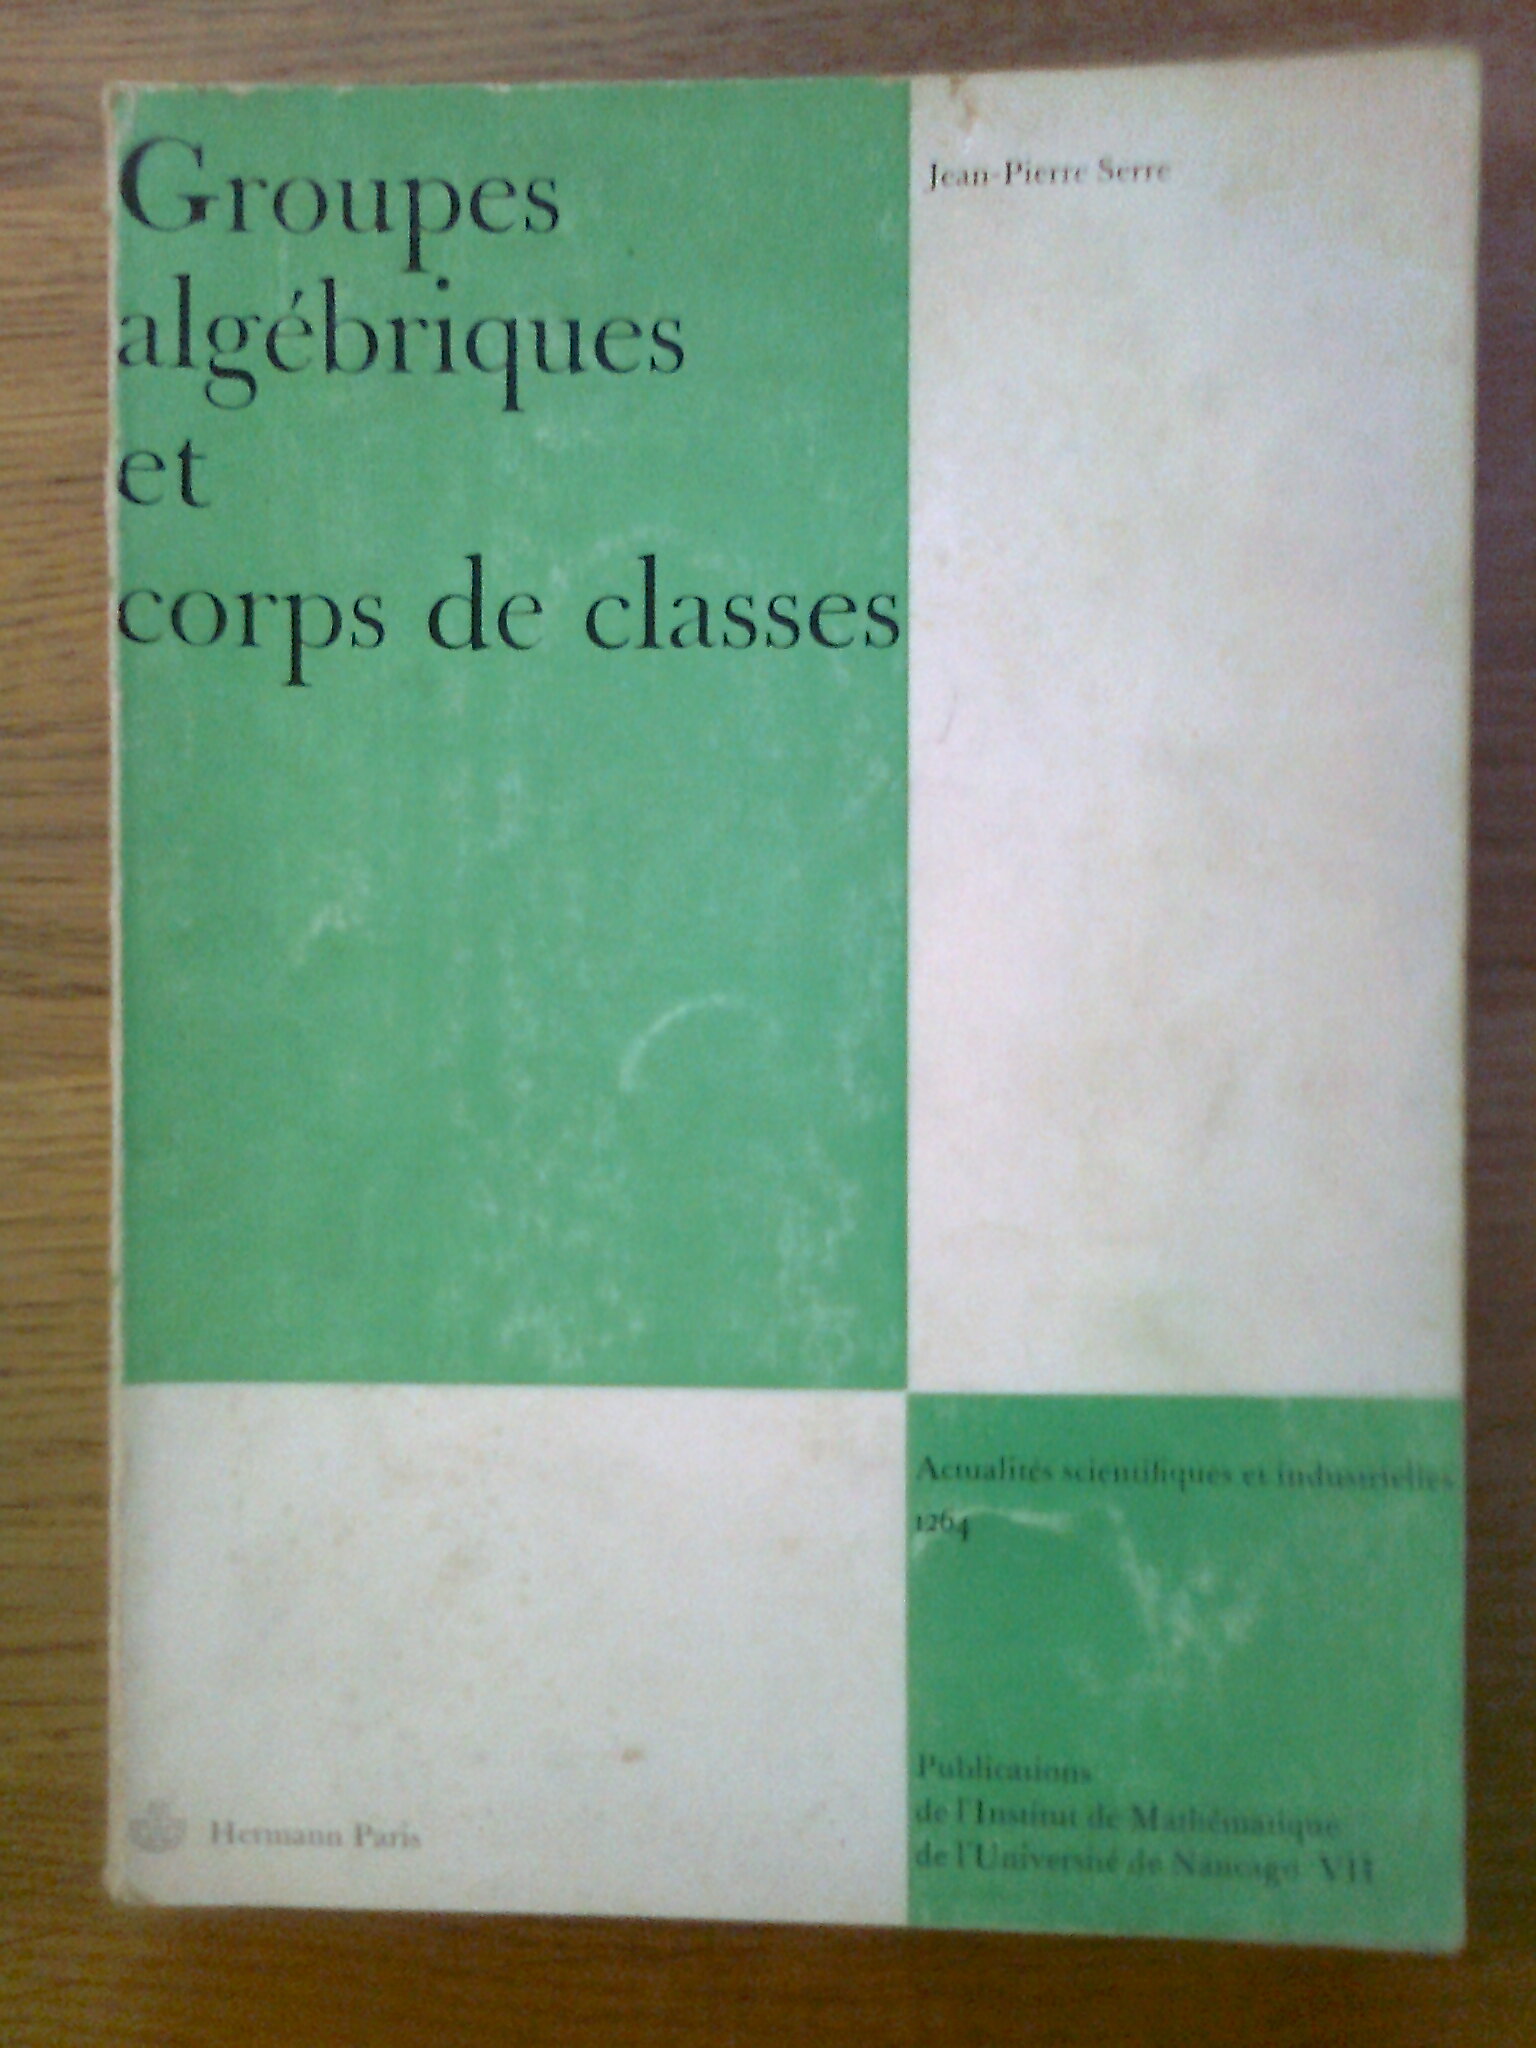 Groupes
algébriques
et
corps de classes
Jean-Pierre Serre
Actualités scientifiques et industrielles
1264
Publications
de l'Institut de Mathématique
de l'Université de Nancago VII
Hermann Paris